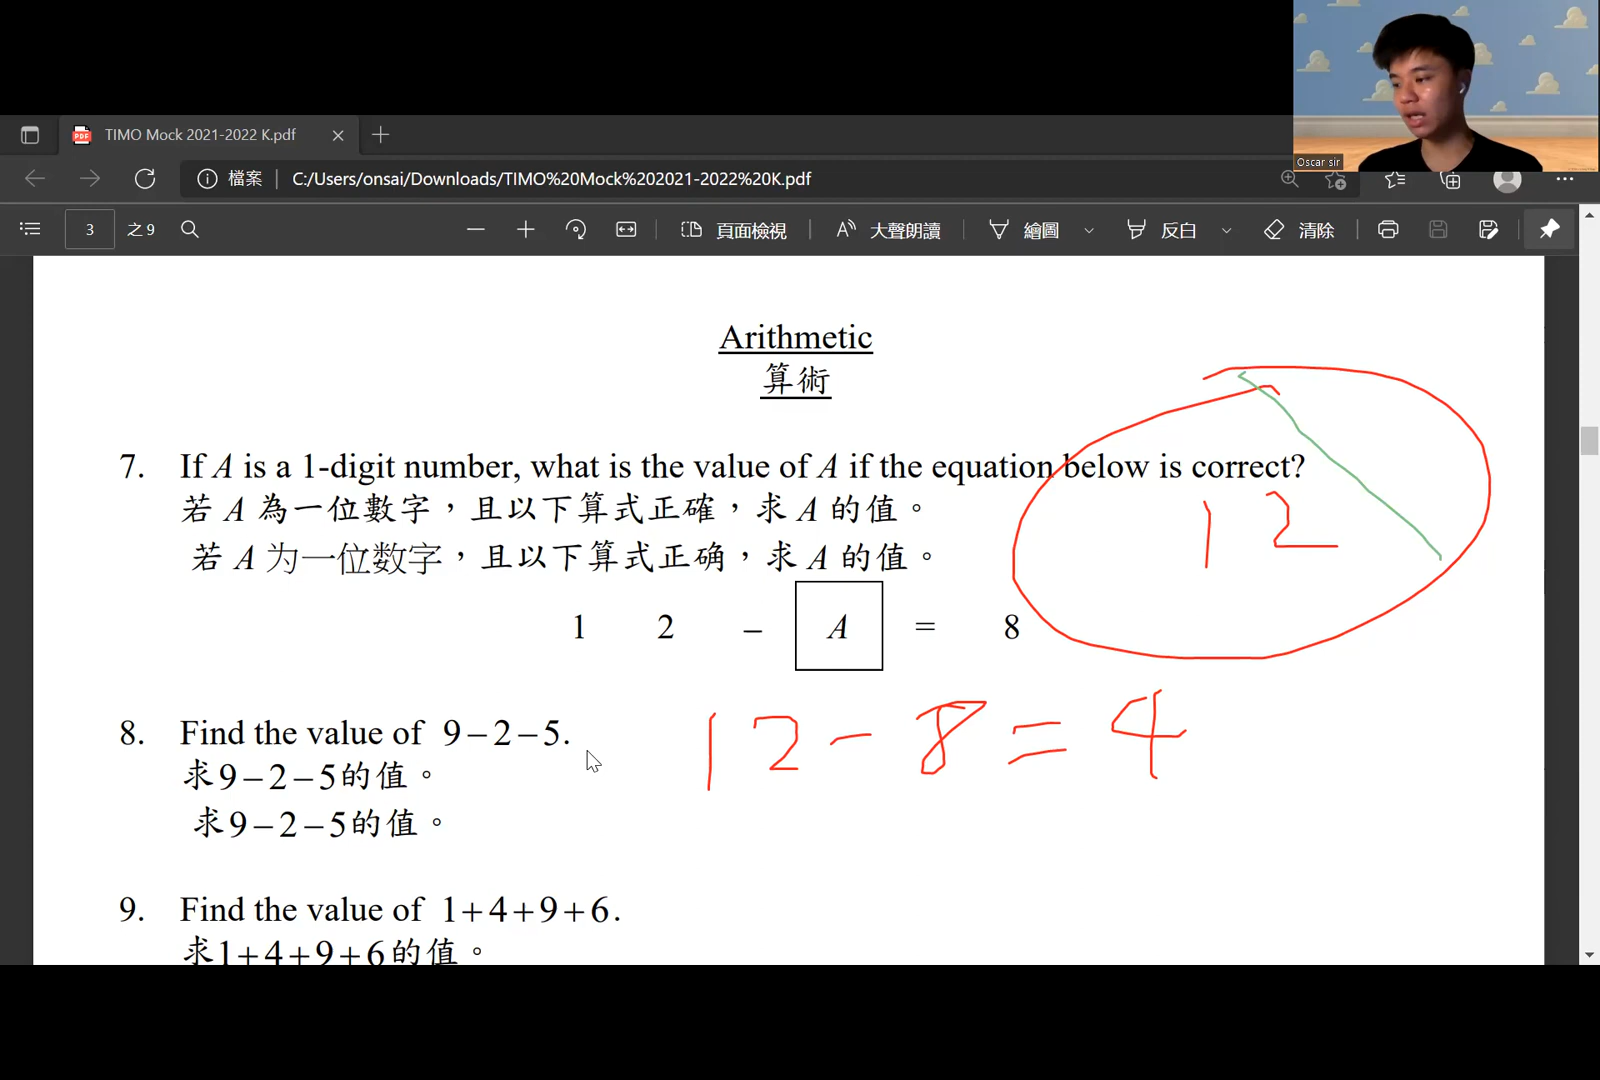 Oscar sir
TIMO Mock 2021-2022 K.pdf
檔案 C:/Users/onsai/Downloads/TIMO%20Mock%202021-2022%20K.pdf
3 之 9 頁面檢視 大聲朗讀 繪圖 反白 清除
Arithmetic
算術
7. If A is a 1-digit number, what is the value of A if the equation below is correct?
若 A 為一位數字，且以下算式正確，求 A 的值。
12
若 A 为一位数字，且以下算式正确，求 A 的值。
1 2 – A = 8
8. Find the value of 9–2–5.
12-8=4
求9–2–5的值。
求9–2–5的值。
9. Find the value of 1+4+9+6.
求1+4+9+6的值。